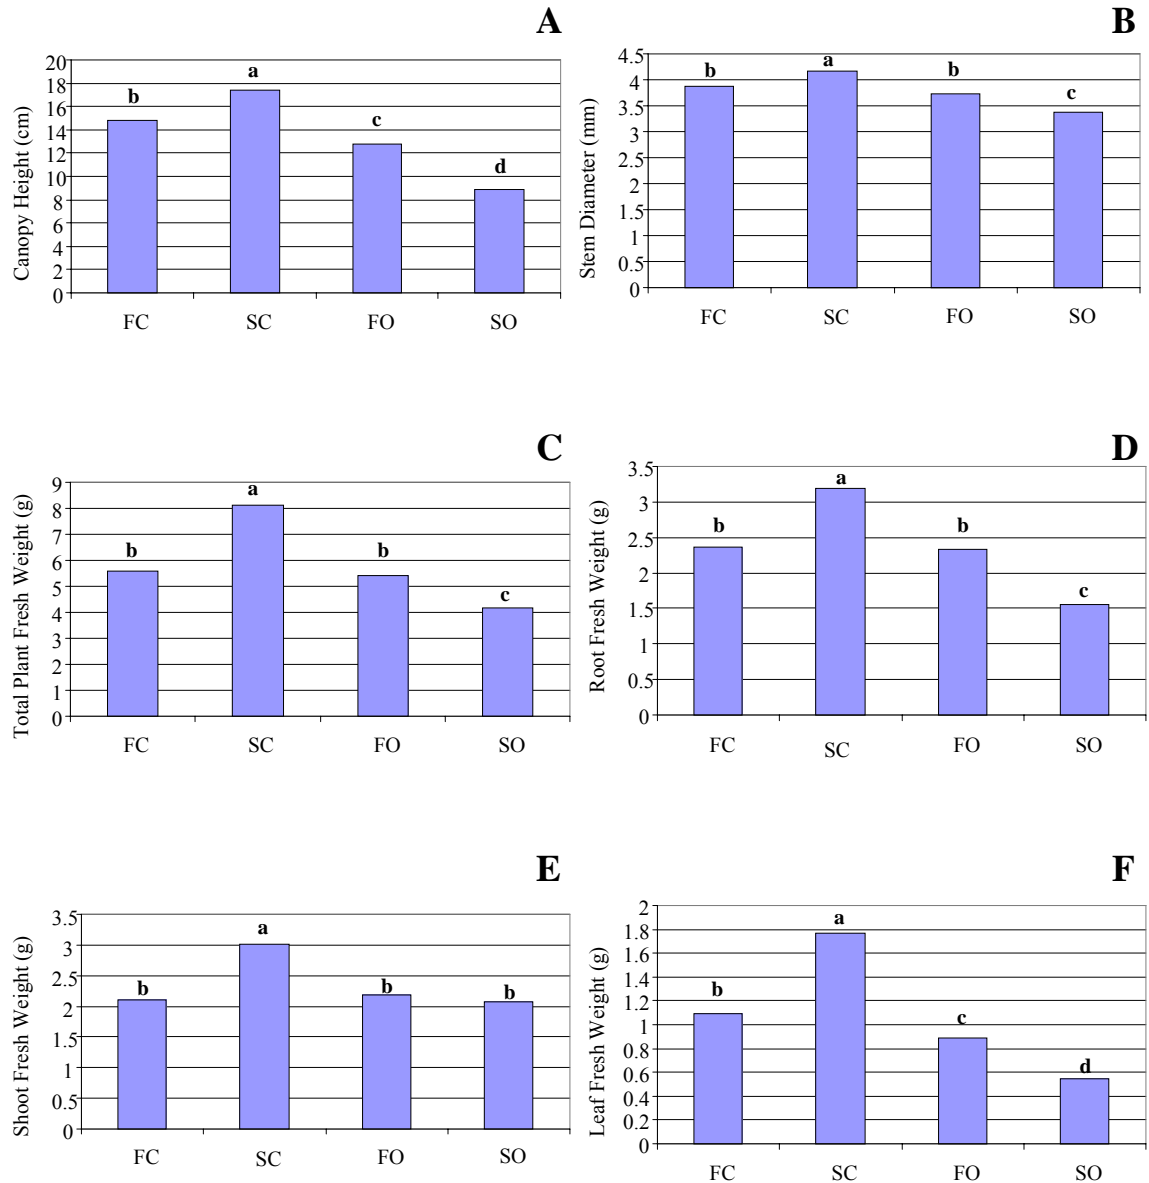 A
Canopy Height (cm)
20
18
16
14
12
10
8
6
4
2
0
b
a
c
d
FC SC FO SO
B
Stem Diameter (mm)
4.5
4
3.5
3
2.5
2
1.5
1
0.5
0
b
a
b
c
FC SC FO SO
C
Total Plant Fresh Weight (g)
9
8
7
6
5
4
3
2
1
0
b
a
b
c
FC SC FO SO
D
Root Fresh Weight (g)
3.5
3
2.5
2
1.5
1
0.5
0
b
a
b
c
FC SC FO SO
E
Shoot Fresh Weight (g)
3.5
3
2.5
2
1.5
1
0.5
0
b
a
b
b
FC SC FO SO
F
Leaf Fresh Weight (g)
2
1.8
1.6
1.4
1.2
1
0.8
0.6
0.4
0.2
0
b
a
c
d
FC SC FO SO